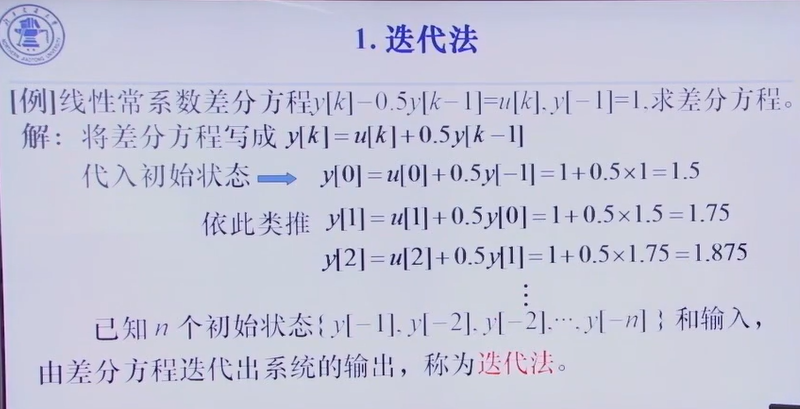 1. 迭代法
[例]线性常系数差分方程y[k]−0.5y[k−1]=u[k], y[−1]=1,求差分方程。
解：将差分方程写成 y[k]=u[k]+0.5y[k−1]
代入初始状态 y[0]=u[0]+0.5y[−1]=1+0.5×1=1.5
依此类推 y[1]=u[1]+0.5y[0]=1+0.5×1.5=1.75
y[2]=u[2]+0.5y[1]=1+0.5×1.75=1.875
⋮
已知 n 个初始状态{ y[−1], y[−2], y[−2],⋯, y[−n] } 和输入，
由差分方程迭代出系统的输出，称为迭代法。